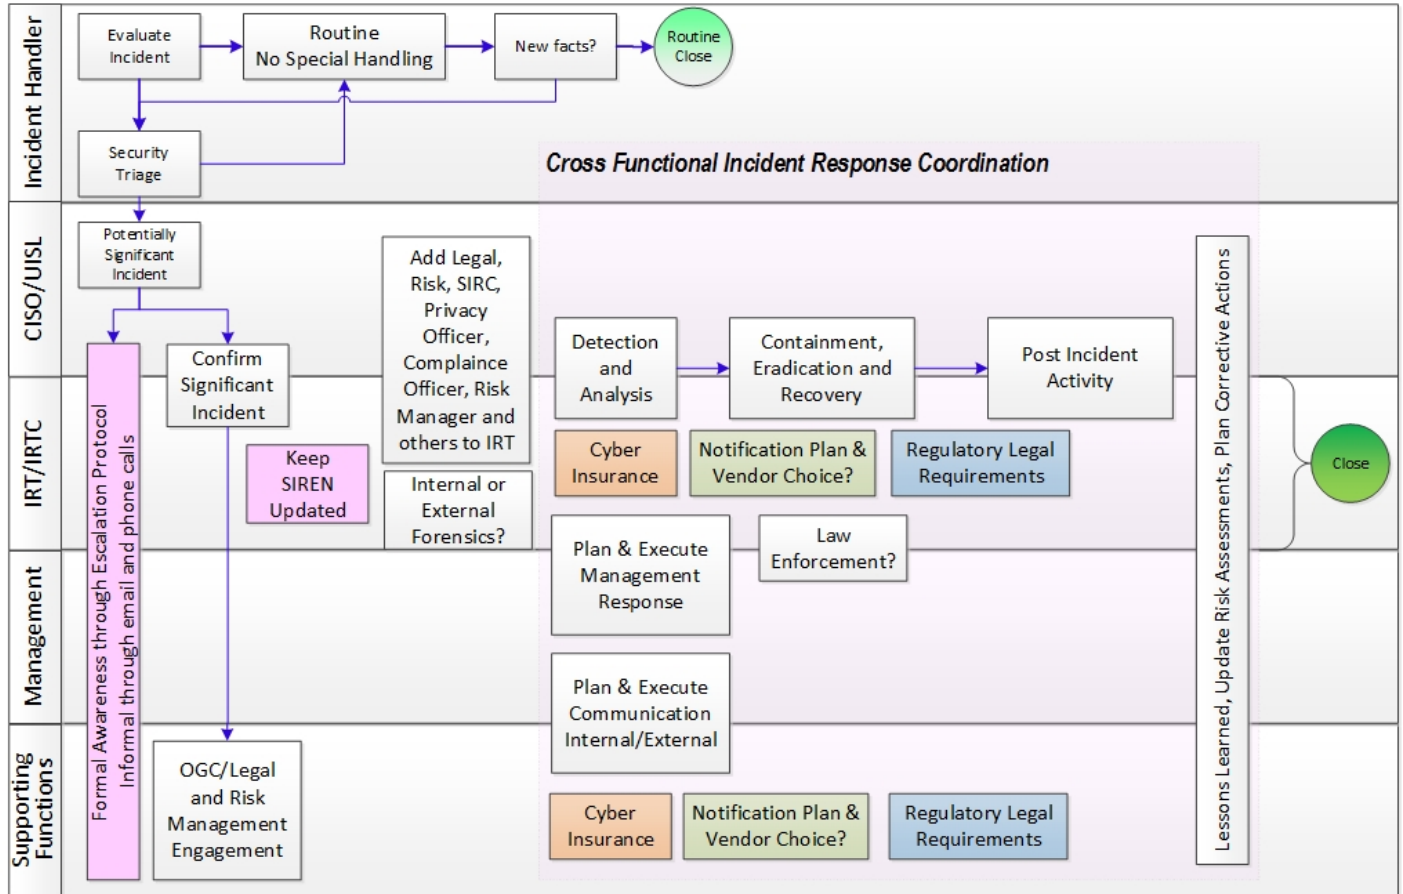 Incident Handler
Evaluate
Incident
Routine
No Special Handling
New facts?
Routine
Close
Security
Triage
Cross Functional Incident Response Coordination
CISO/UISL
Potentially
Significant
Incident
Add Legal,
Risk, SIRC,
Privacy
Officer,
Complaince
Officer, Risk
Manager and
others to IRT
Confirm
Significant
Incident
Detection
and
Analysis
Containment,
Eradication and
Recovery
Post Incident
Activity
IRT/IRTC
Keep
SIREN
Updated
Internal or
External
Forensics?
Cyber
Insurance
Notification Plan &
Vendor Choice?
Regulatory Legal
Requirements
Close
Plan & Execute
Management
Response
Law
Enforcement?
Management
Formal Awareness through Escalation Protocol
Informal through email and phone calls
Plan & Execute
Communication
Internal/External
Lessons Learned, Update Risk Assessments, Plan Corrective Actions
Supporting
Functions
OGC/Legal
and Risk
Management
Engagement
Cyber
Insurance
Notification Plan &
Vendor Choice?
Regulatory Legal
Requirements